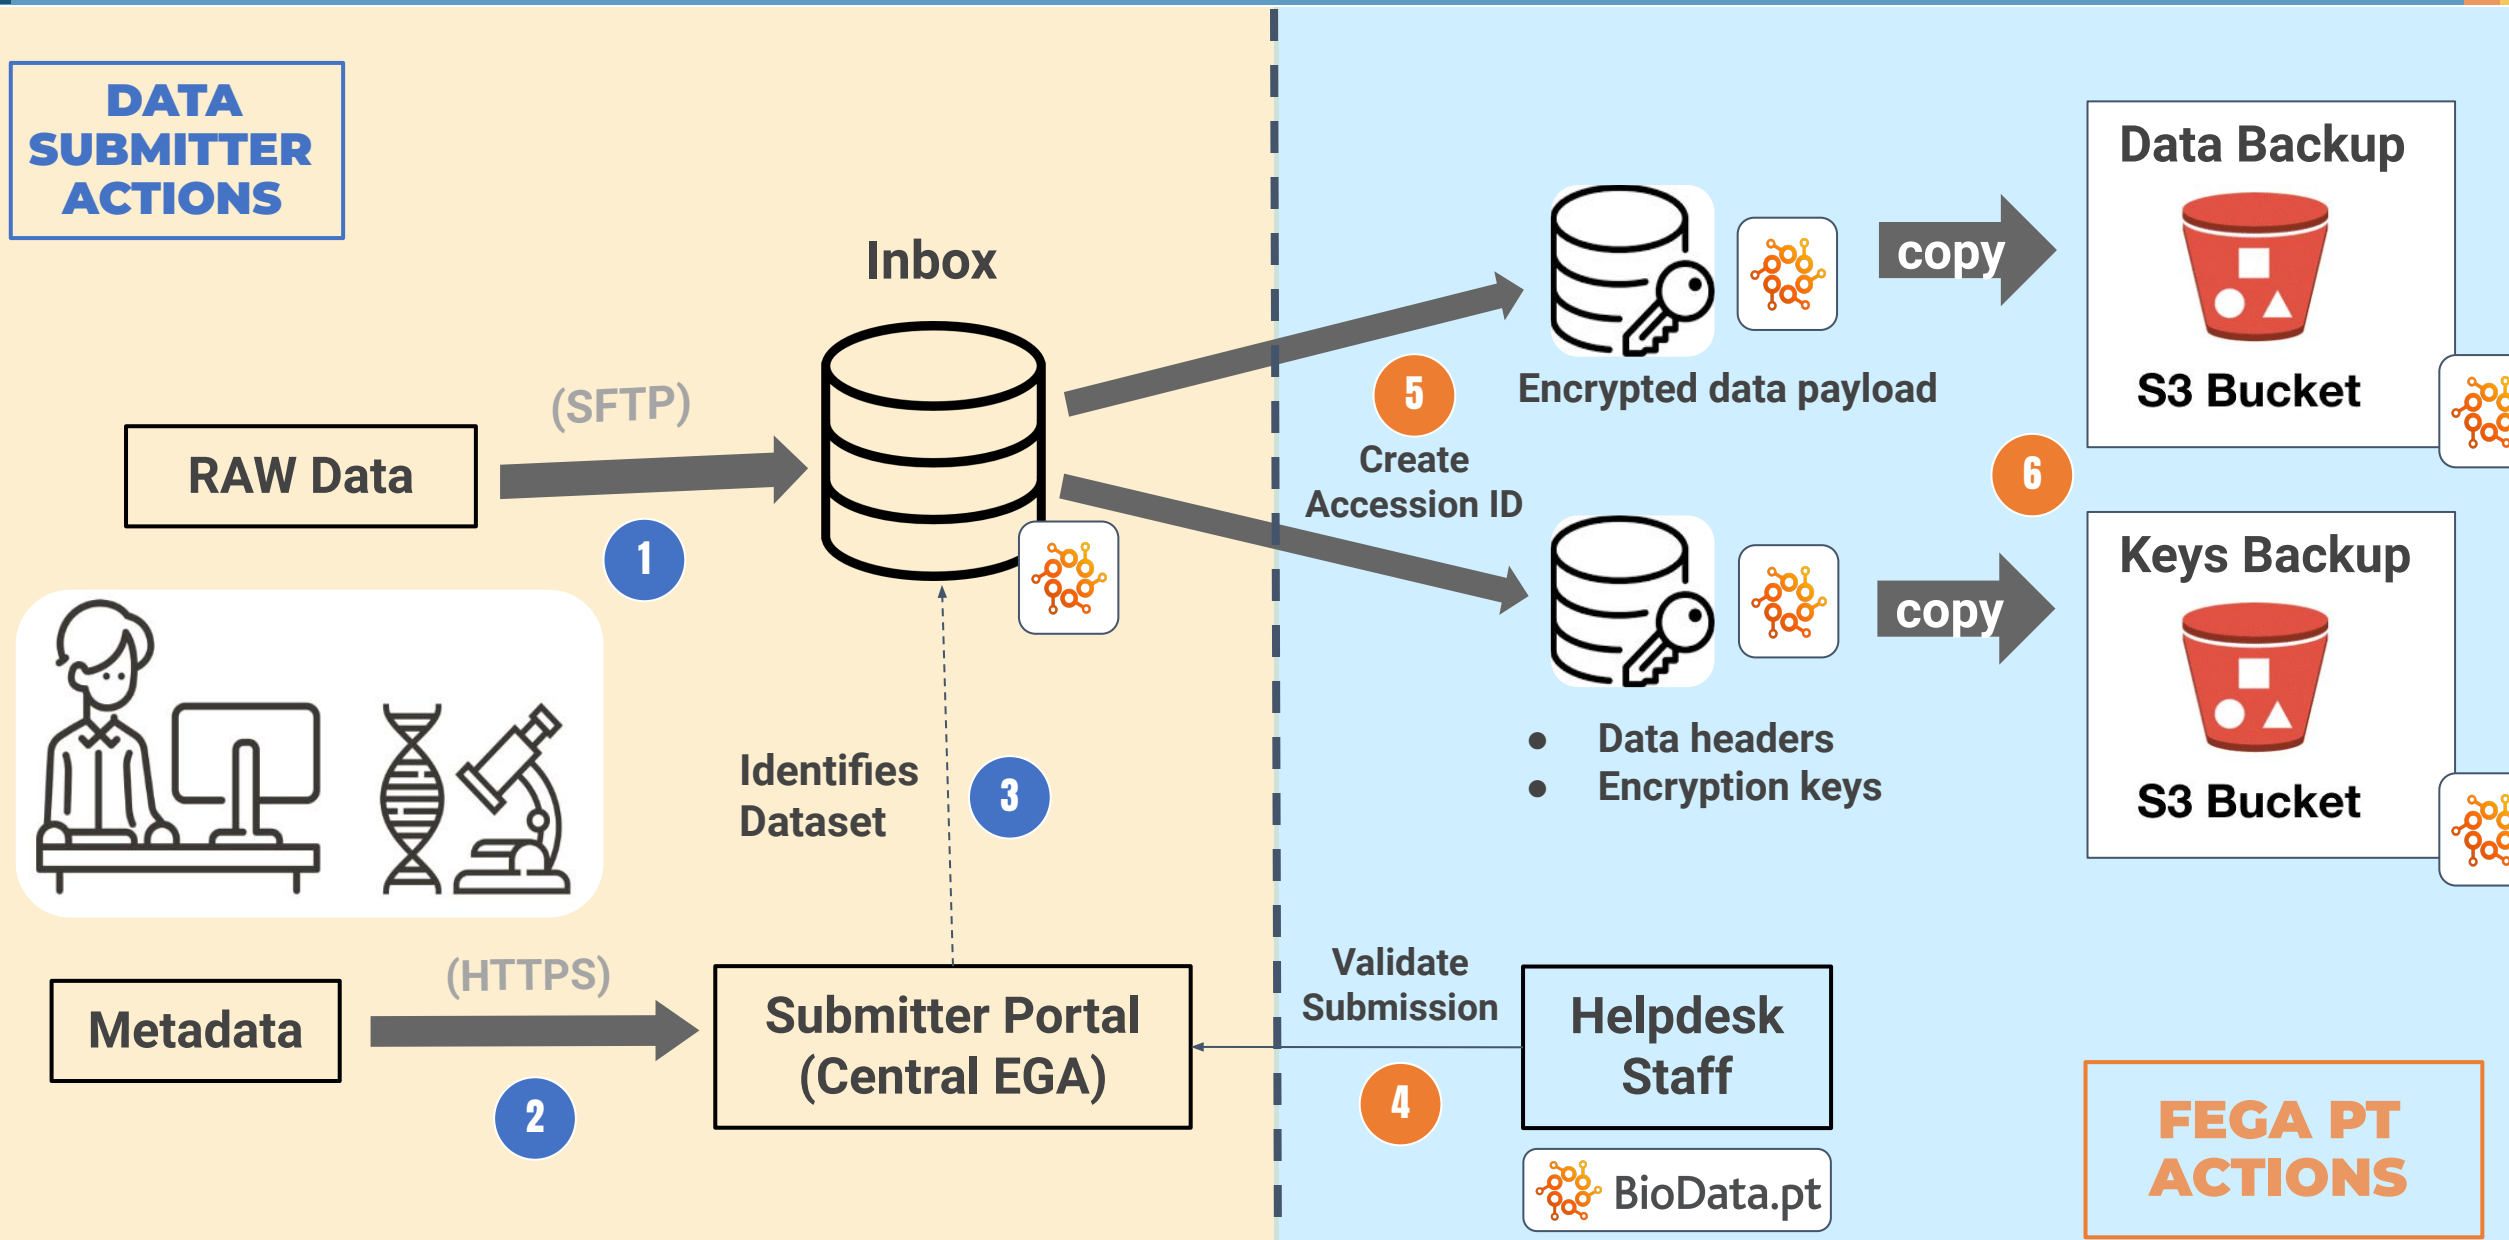 DATA
SUBMITTER
ACTIONS
Inbox
(SFTP)
RAW Data
1
Identifies
Dataset
3
(HTTPS)
Metadata
2
Submitter Portal
(Central EGA)
5
Create
Accession ID
Encrypted data payload
copy
Data Backup
S3 Bucket
6
copy
Keys Backup
S3 Bucket
● Data headers
● Encryption keys
Validate
Submission
4
Helpdesk
Staff
BioData.pt
FEGA PT
ACTIONS